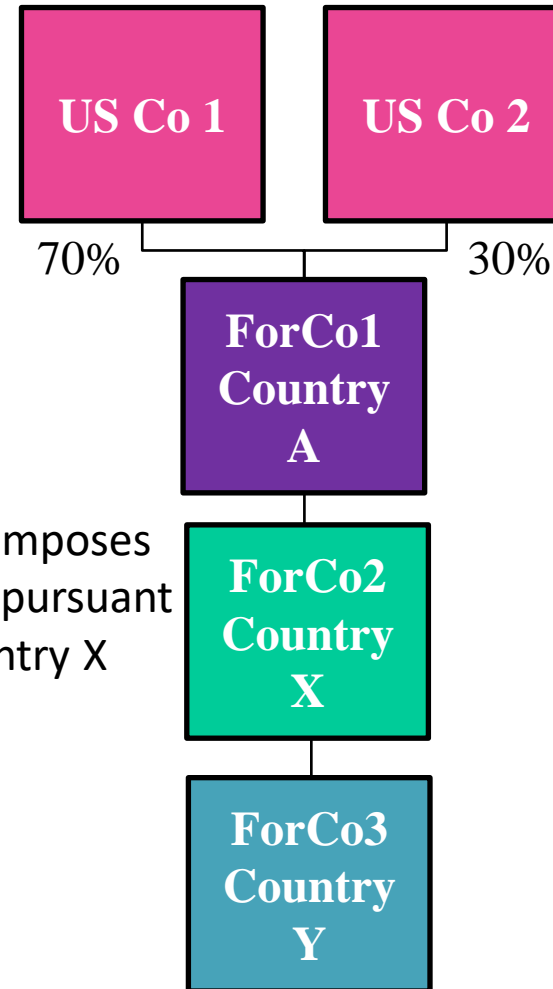 US Co 1
US Co 2
70%
30%
ForCo1
Country
A
mposes
pursuant
ntry X
ForCo2
Country
X
ForCo3
Country
Y